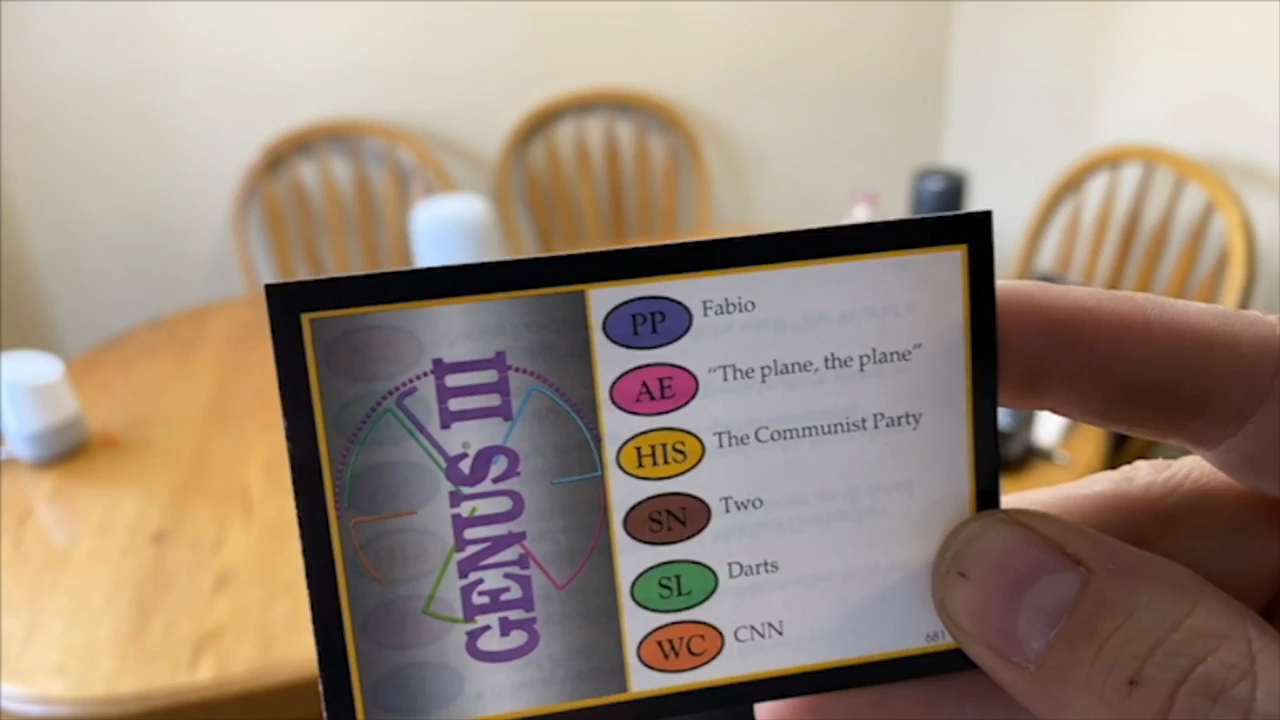 GENUS III
®
PP Fabio
AE "The plane, the plane"
HIS The Communist Party
SN Two
SL Darts
WC CNN
681